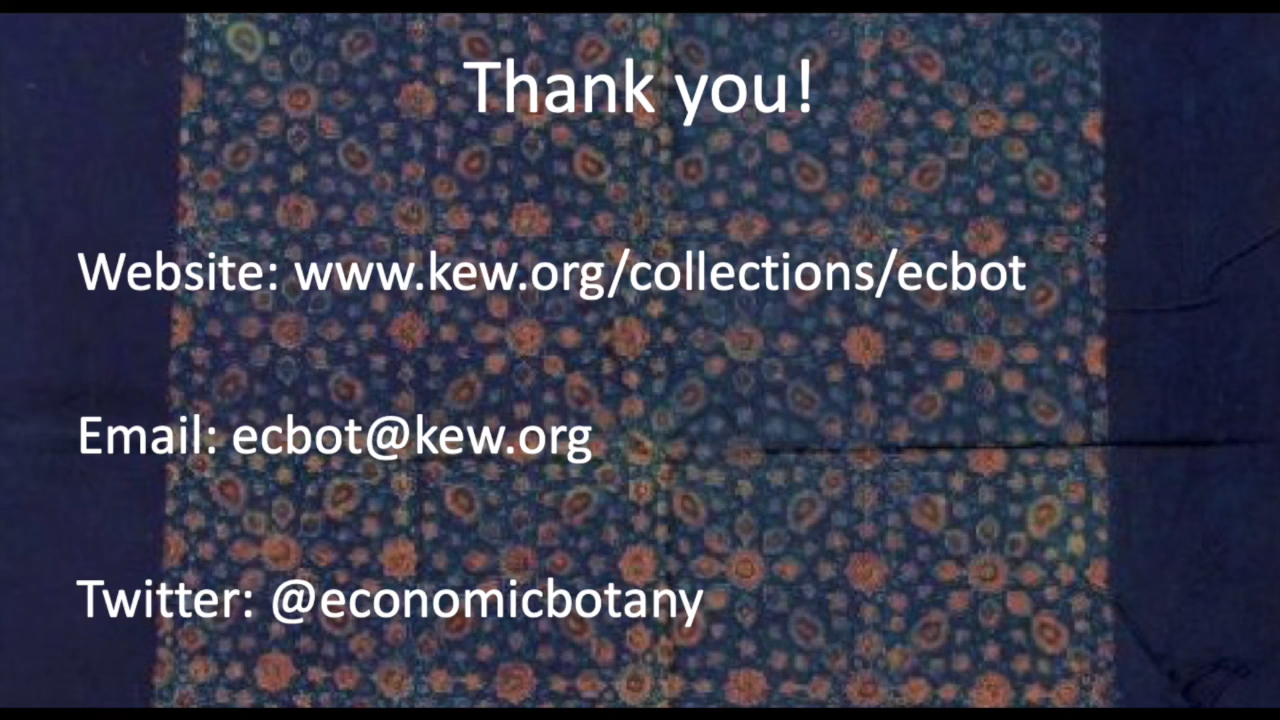 Thank you!
Website: www.kew.org/collections/ecbot
Email: ecbot@kew.org
Twitter: @economicbotany